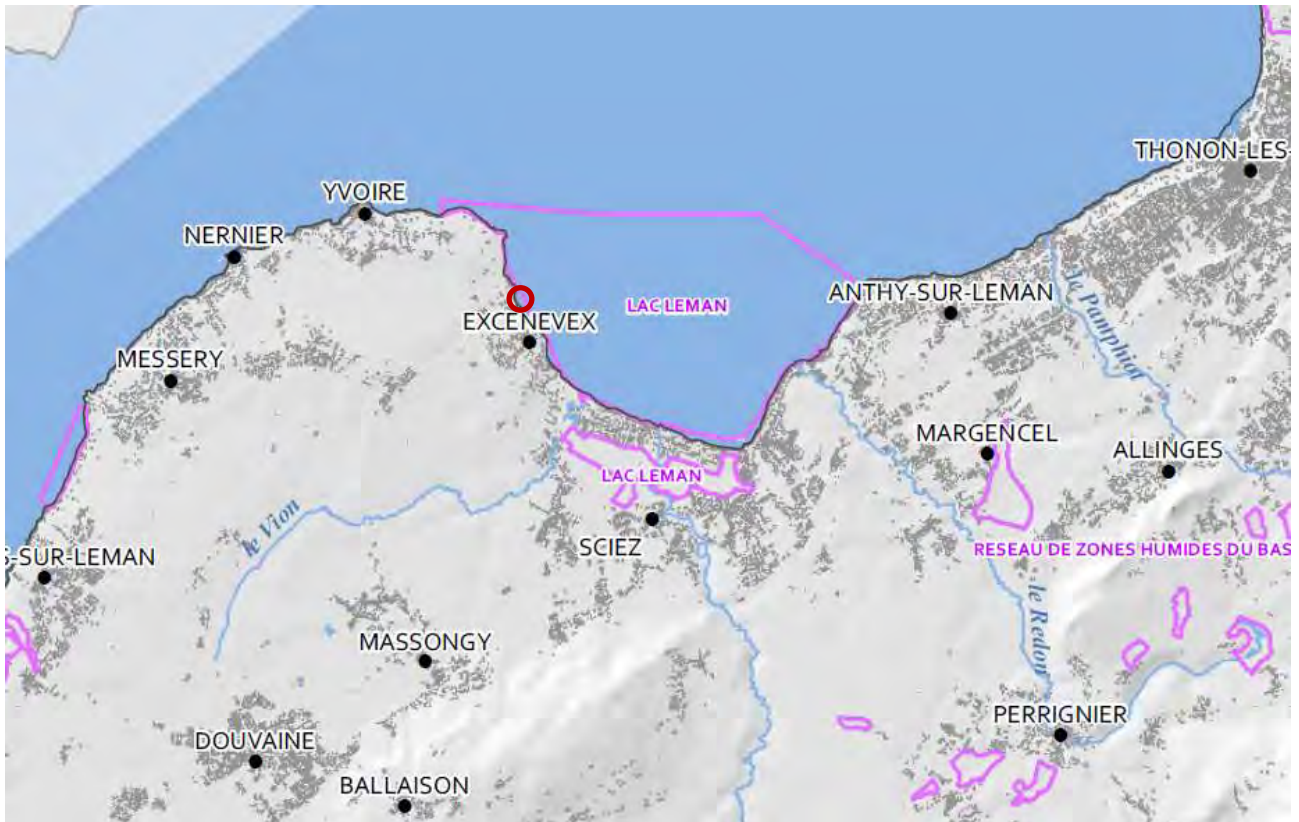 THONON-LES-
YVOIRE
NERNIER
LAC LEMAN
ANTHY-SUR-LEMAN
le Pamphiot
EXCENEVEX
MESSERY
MARGENCEL
ALLINGES
LAC LEMAN
le Vion
SCIEZ
RESEAU DE ZONES HUMIDES DU BAS
S-SUR-LEMAN
le Redon
MASSONGY
PERRIGNIER
DOUVAINE
BALLAISON